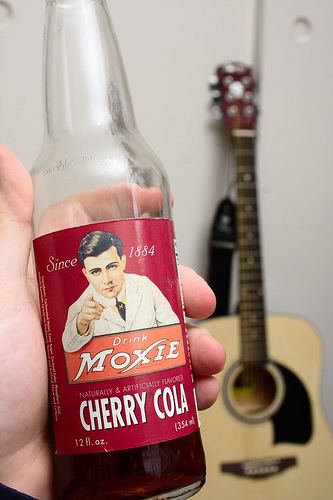 Since 1884
Drink
MOXIE
NATURALLY & ARTIFICIALLY FLAVORED
CHERRY COLA
12 fl. oz. (354 ml)